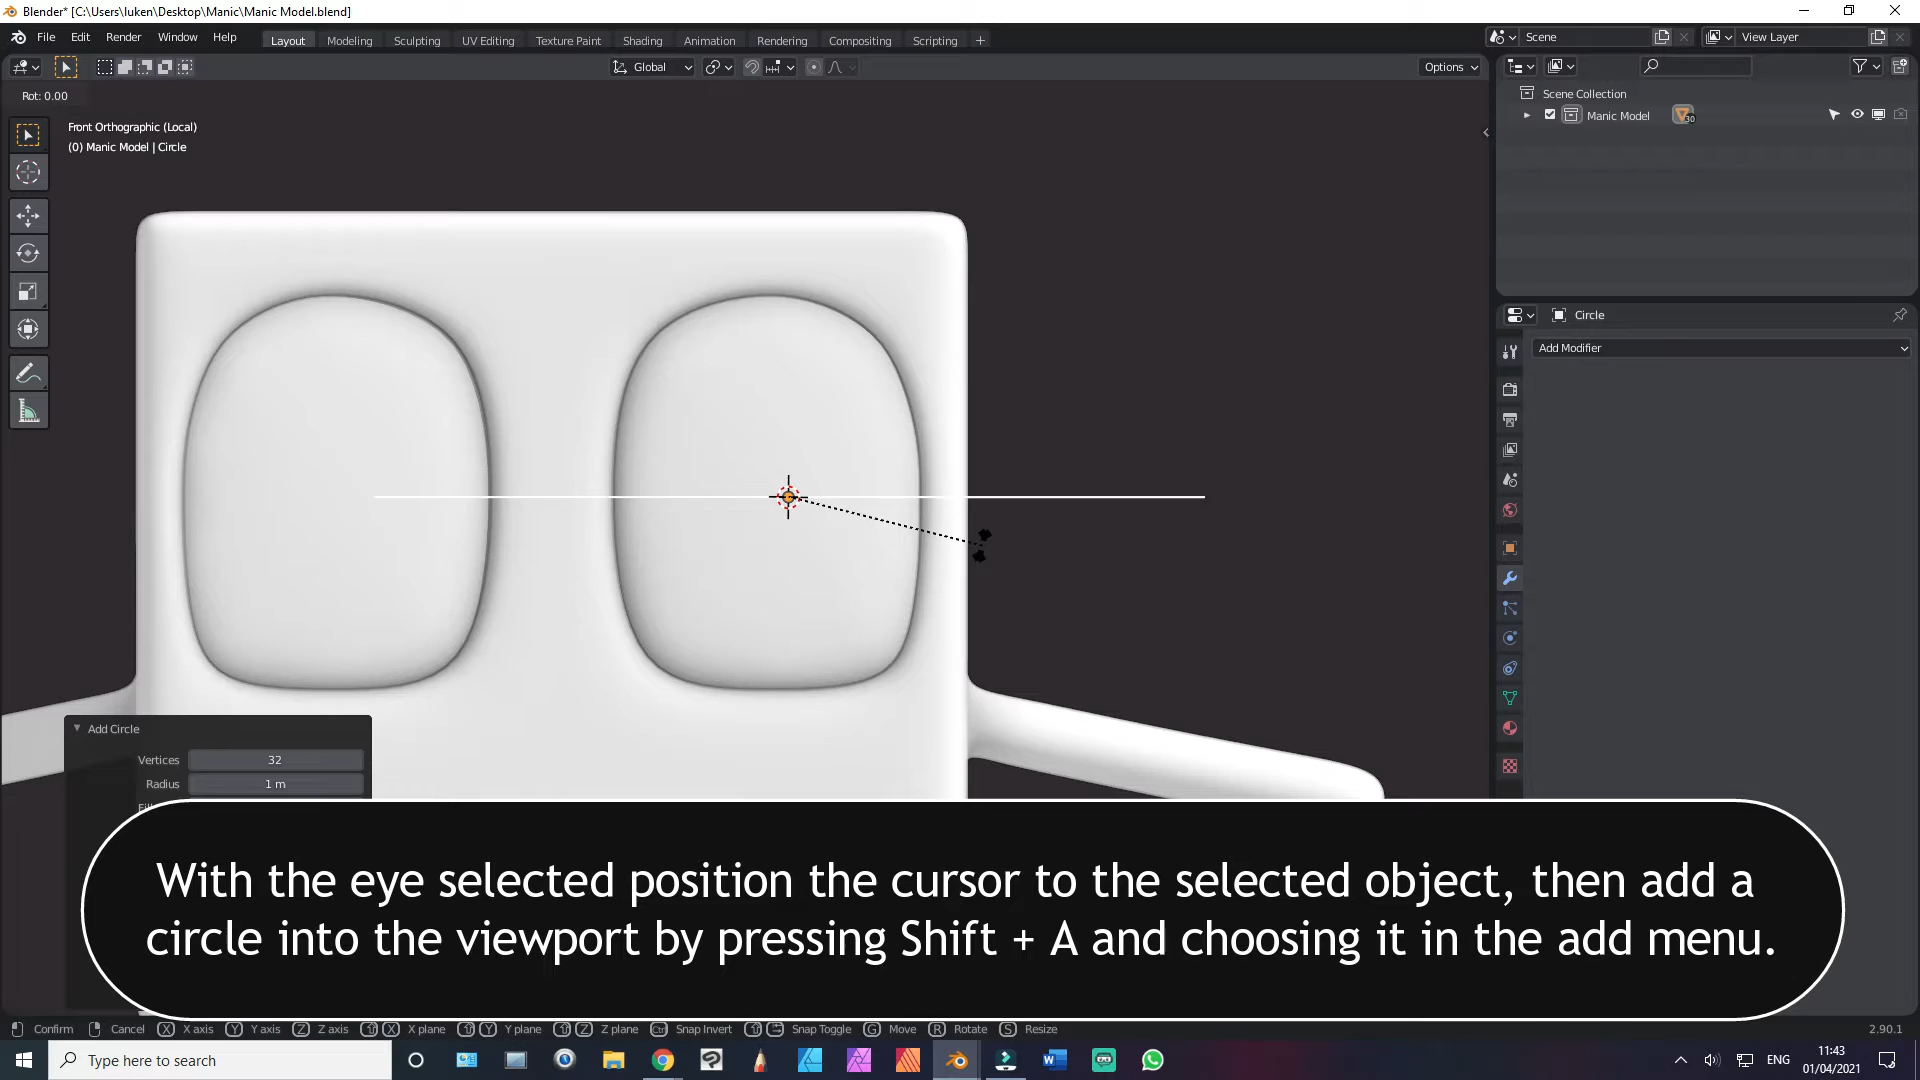 Blender* [C:\Users\luken\Desktop\Manic\Manic Model.blend]
File Edit Render Window Help
Layout Modeling Sculpting UV Editing Texture Paint Shading Animation Rendering Compositing Scripting +
Scene
View Layer
Global
Options
Rot: 0.00
Scene Collection
Manic Model
30
Front Orthographic (Local)
(0) Manic Model | Circle
Circle
Add Modifier
Add Circle
Vertices 32
Radius 1 m
With the eye selected position the cursor to the selected object, then add a
circle into the viewport by pressing Shift + A and choosing it in the add menu.
Confirm Cancel X X axis Y Y axis Z Z axis X X plane Y Y plane Z Z plane Ctrl Snap Invert Snap Toggle G Move R Rotate S Resize 2.90.1
Type here to search
ENG
11:43
01/04/2021